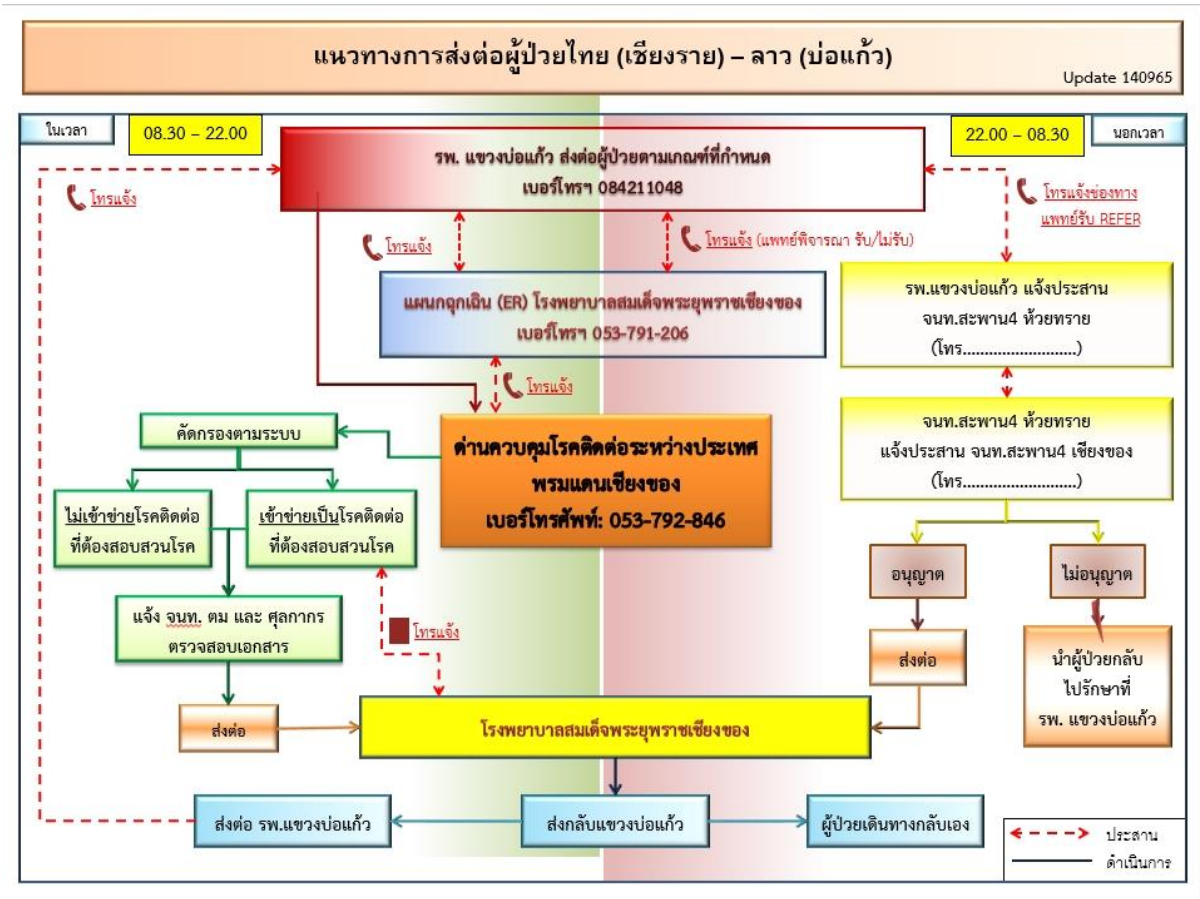 แนวทางการส่งต่อผู้ป่วยไทย (เชียงราย) – ลาว (บ่อแก้ว)
Update 140965
ในเวลา
08.30 – 22.00
22.00 – 08.30
นอกเวลา
รพ. แขวงบ่อแก้ว ส่งต่อผู้ป่วยตามเกณฑ์ที่กำหนด
เบอร์โทรฯ 084211048
โทรแจ้ง
โทรแจ้ง
โทรแจ้ง (แพทย์พิจารณา รับ/ไม่รับ)
โทรแจ้งช่องทาง
แพทย์รับ REFER
แผนกฉุกเฉิน (ER) โรงพยาบาลสมเด็จพระยุพราชเชียงของ
เบอร์โทรฯ 053-791-206
รพ.แขวงบ่อแก้ว แจ้งประสาน
จนท.สะพาน4 ห้วยทราย
(โทร.........................)
โทรแจ้ง
คัดกรองตามระบบ
ด่านควบคุมโรคติดต่อระหว่างประเทศ
พรมแดนเชียงของ
เบอร์โทรศัพท์: 053-792-846
จนท.สะพาน4 ห้วยทราย
แจ้งประสาน จนท.สะพาน4 เชียงของ
(โทร.........................)
ไม่เข้าข่ายโรคติดต่อ
ที่ต้องสอบสวนโรค
เข้าข่ายเป็นโรคติดต่อ
ที่ต้องสอบสวนโรค
อนุญาต
ไม่อนุญาต
แจ้ง จนท. ตม และ ศุลกากร
ตรวจสอบเอกสาร
โทรแจ้ง
ส่งต่อ
นำผู้ป่วยกลับ
ไปรักษาที่
รพ. แขวงบ่อแก้ว
ส่งต่อ
โรงพยาบาลสมเด็จพระยุพราชเชียงของ
ส่งต่อ รพ.แขวงบ่อแก้ว
ส่งกลับแขวงบ่อแก้ว
ผู้ป่วยเดินทางกลับเอง
ประสาน
ดำเนินการ